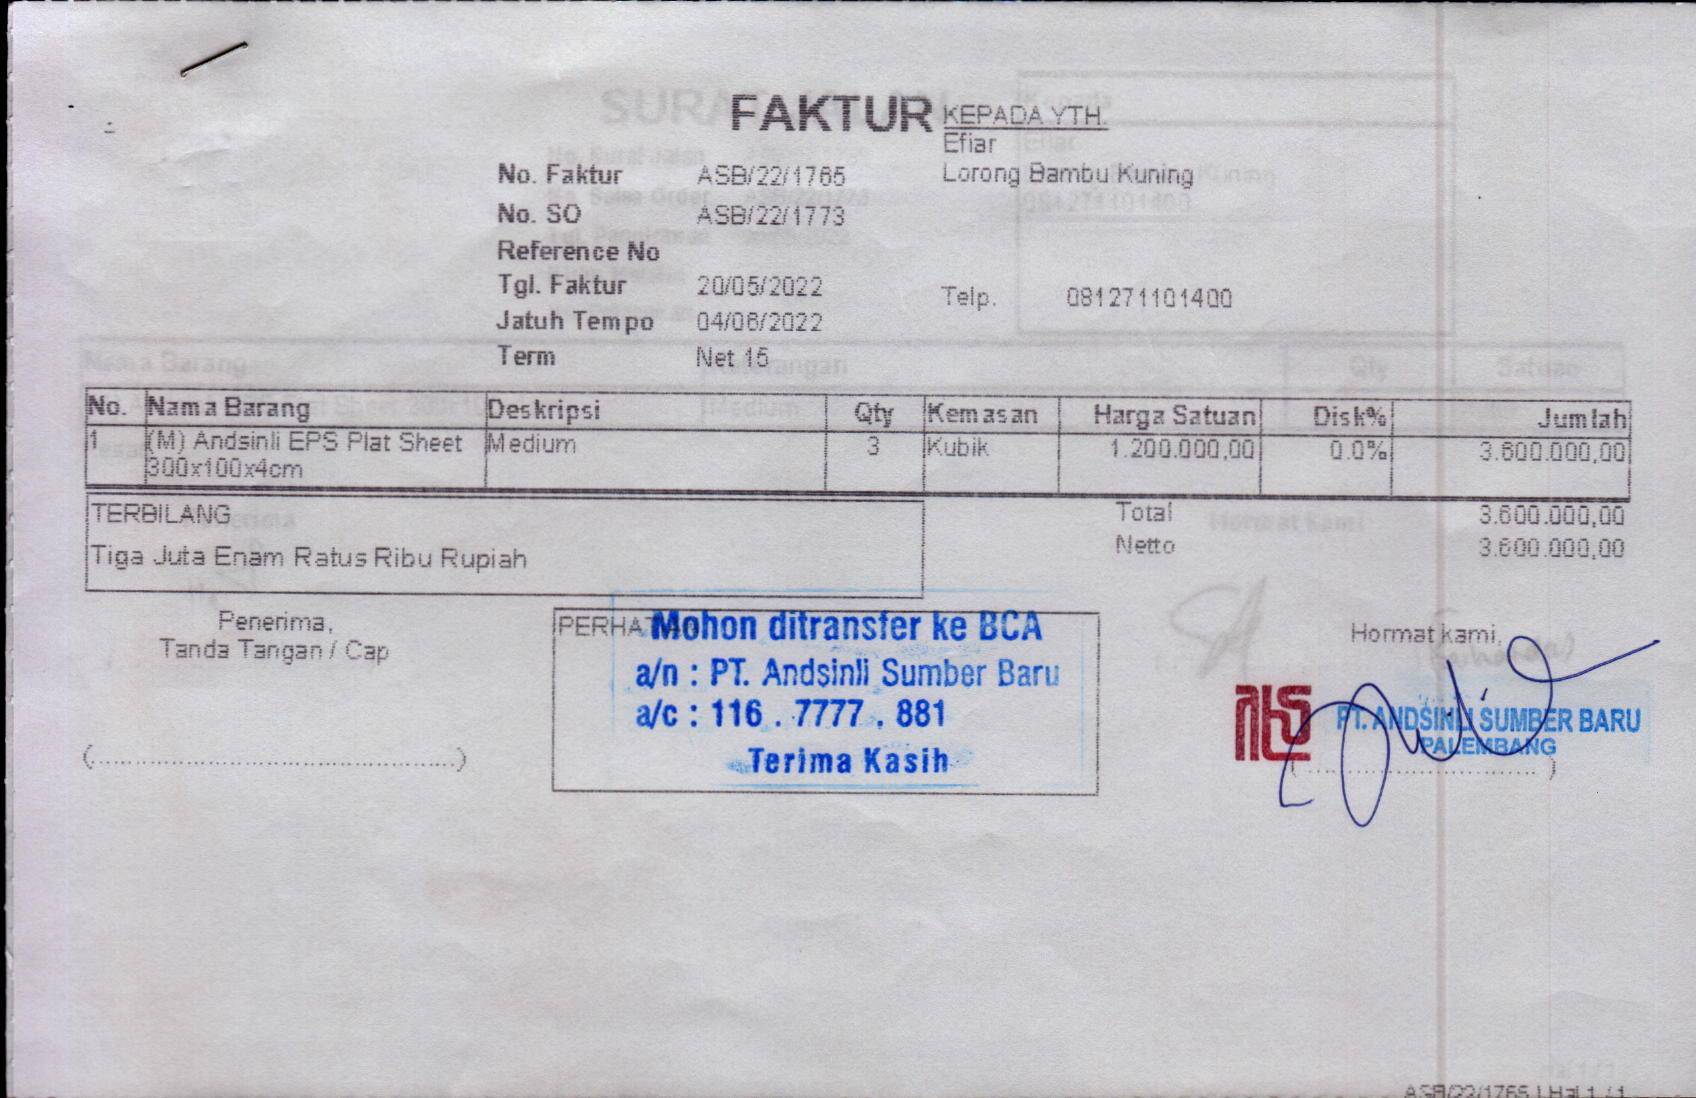 FAKTUR
KEPADA YTH.
Efiar
Lorong Bambu Kuning
No. Faktur ASB/22/1765
No. SO ASB/22/1773
Reference No
Tgl. Faktur 20/05/2022
Telp. 081271101400
Jatuh Tempo 04/06/2022
Term Net 15
No. Nama Barang Deskripsi Qty Kemasan Harga Satuan Disk% Jumlah
1 (M) Andsinli EPS Plat Sheet Medium 3 Kubik 1.200.000,00 0.0% 3.600.000,00
300x100x4cm
TERBILANG
Tiga Juta Enam Ratus Ribu Rupiah
Total 3.600.000,00
Netto 3.600.000,00
Penerima,
Tanda Tangan / Cap
Mohon ditransfer ke BCA
a/n : PT. Andsinli Sumber Baru
a/c : 116 . 7777 . 881
Terima Kasih
Hormat kami,
PT. ANDSINLI SUMBER BARU
PALEMBANG
ASB/22/1765 | Hal 1 / 1